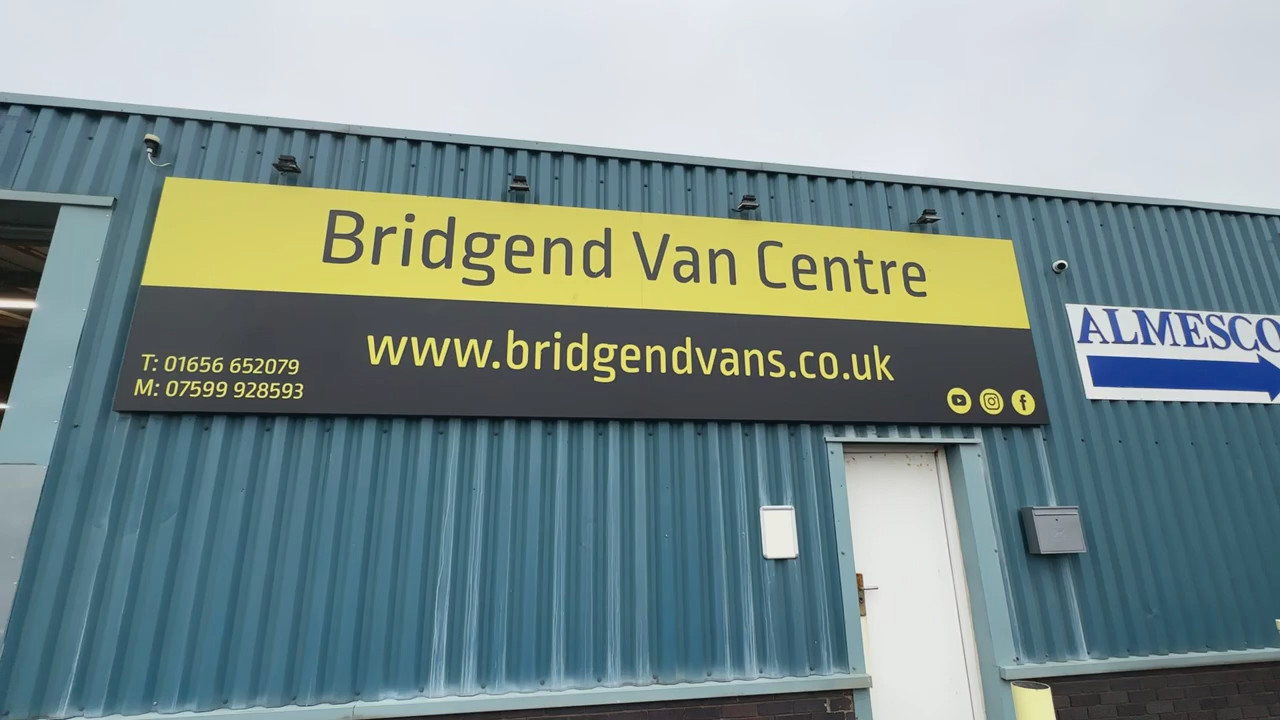 Bridgend Van Centre
www.bridgendvans.co.uk
T: 01656 652079
M: 07599 928593
ALMESCO